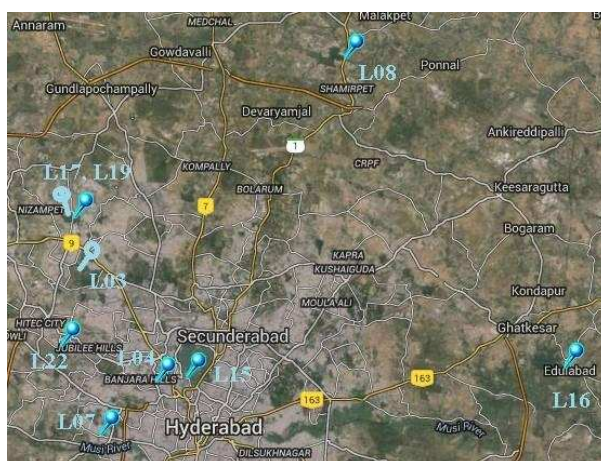 Annaram
MEDCHAL
Malakpet
Gowdavalli
L08
Ponnal
Gundlapochampally
SHAMIRPET
Devaryamjal
Ankireddipalli
1
CRPF
KOMPALLY
L17, L19
BOLARUM
Keesaragutta
NIZAMPET
7
Bogaram
9
KAPRA
L03
KUSHAIGUDA
Kondapur
MOULA ALI
HITEC CITY
Ghatkesar
Secunderabad
JUBILEE HILLS
L22
L04
L15
Edulabad
BANJARA HILLS
163
L16
163
L07
Hyderabad
Musi River
Musi River
DILSUKHNAGAR